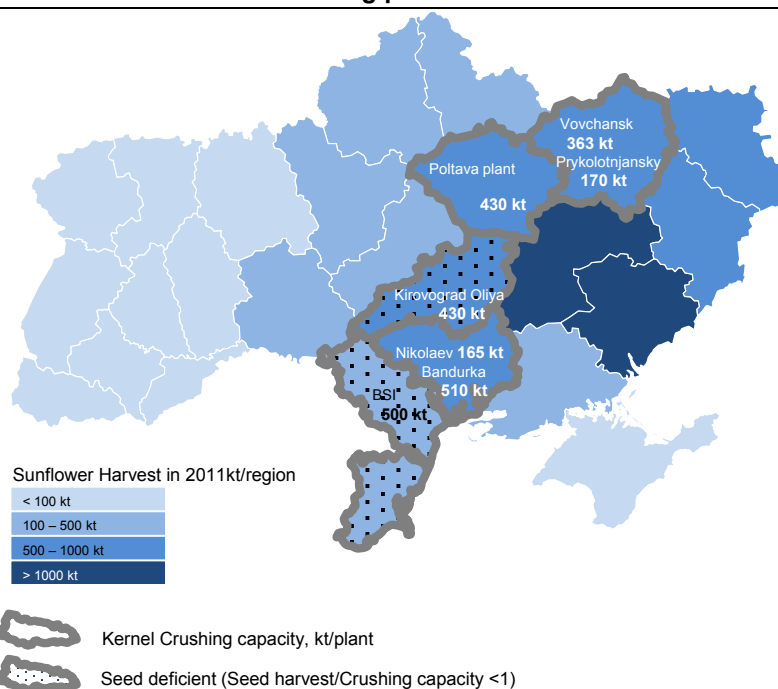 Vovchansk
363 kt
Prykolotnjansky
170 kt
Poltava plant
430 kt
Kirovograd Oliya
430 kt
Nikolaev 165 kt
Bandurka
510 kt
BSI
500 kt
Sunflower Harvest in 2011kt/region
< 100 kt
100 – 500 kt
500 – 1000 kt
> 1000 kt
Kernel Crushing capacity, kt/plant
Seed deficient (Seed harvest/Crushing capacity <1)